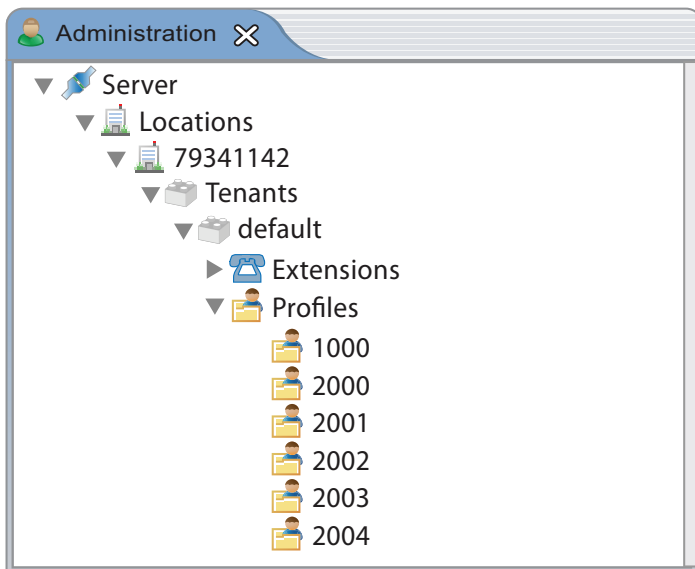 Administration
Server
Locations
79341142
Tenants
default
Extensions
Profiles
1000
2000
2001
2002
2003
2004